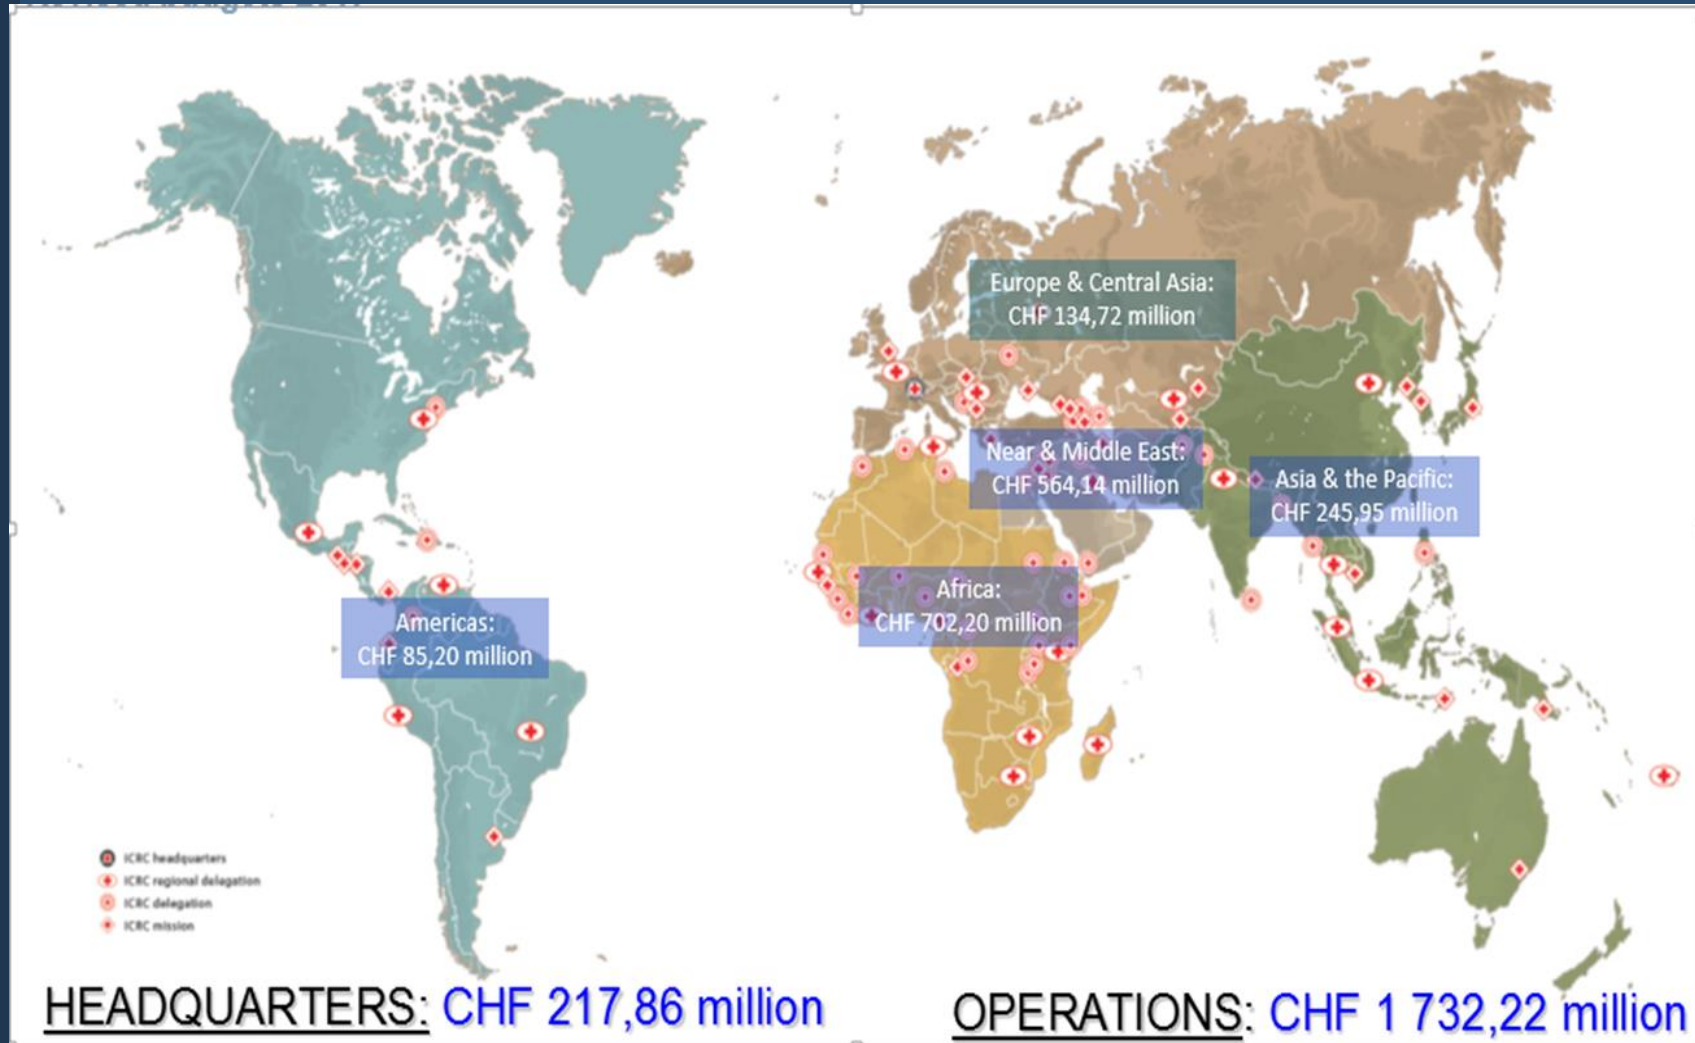 Europe & Central Asia:
CHF 134,72 million
Near & Middle East:
CHF 564,14 million
Asia & the Pacific:
CHF 245,95 million
Africa:
CHF 702,20 million
Americas:
CHF 85,20 million
ICRC headquarters
ICRC regional delegation
ICRC delegation
ICRC mission
HEADQUARTERS: CHF 217,86 million
OPERATIONS: CHF 1 732,22 million